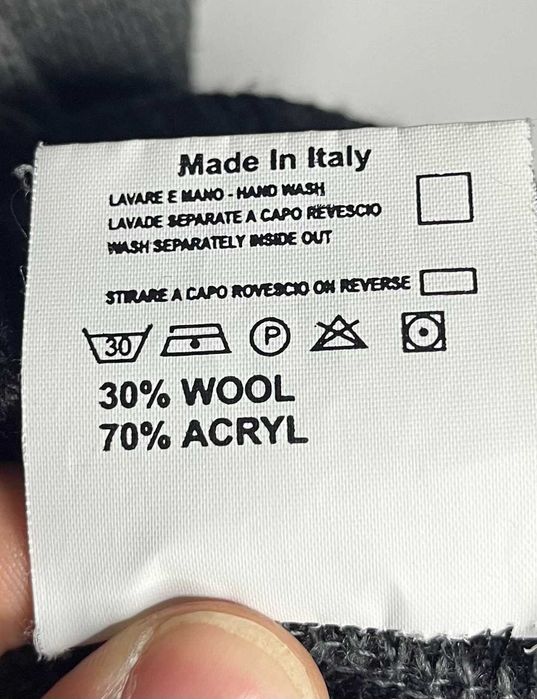 Made In Italy
LAVARE E MANO - HAND WASH
LAVADE SEPARATE A CAPO REVESCIO
WASH SEPARATELY INSIDE OUT
STIRARE A CAPO ROVESCIO ON REVERSE
30 P
30% WOOL
70% ACRYL